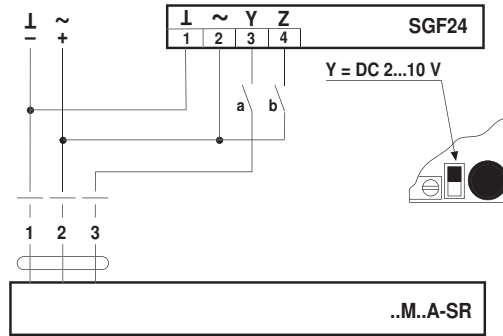 ⊥ ~
– +
⊥ ~ Y Z
1 2 3 4
SGF24
Y = DC 2...10 V
a b
1 2 3
..M..A-SR